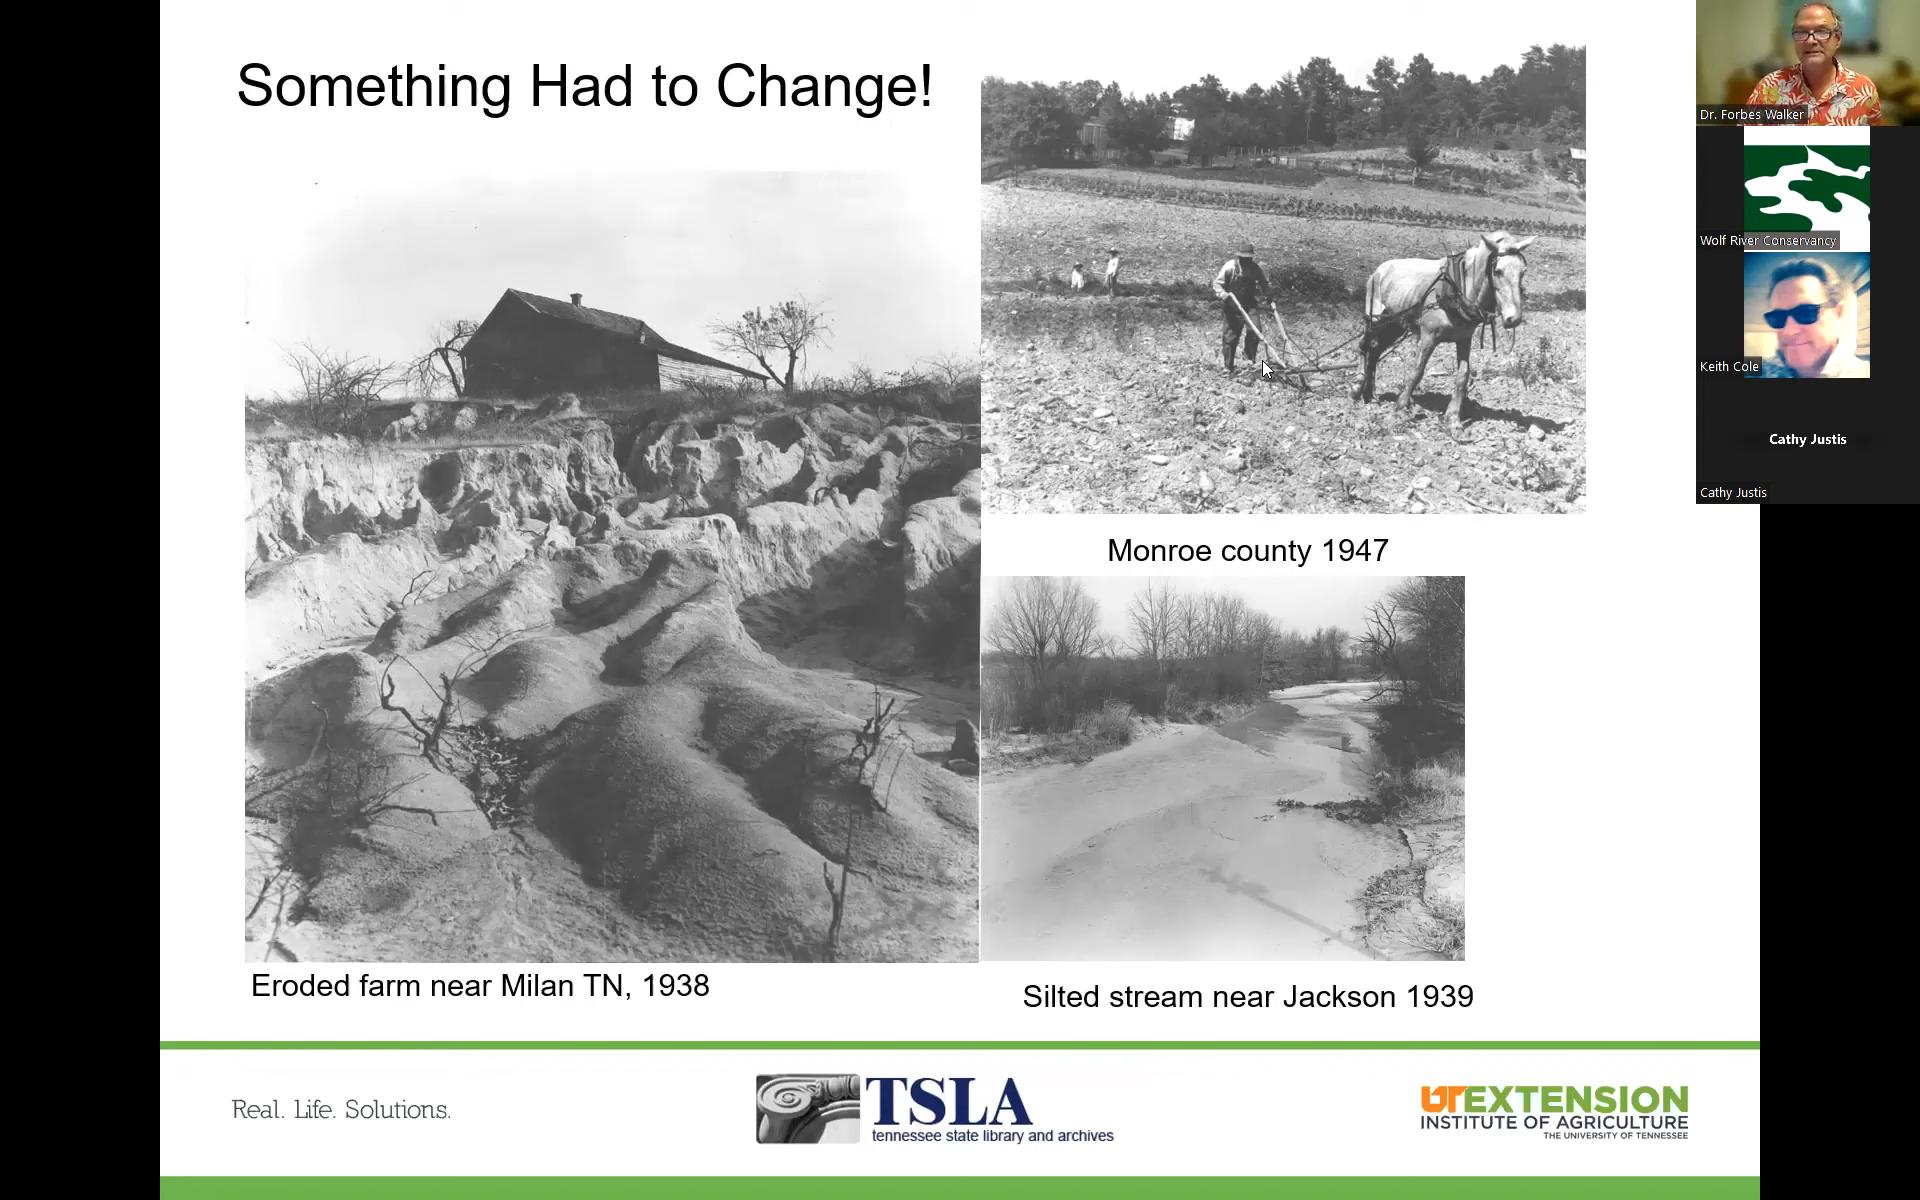 Something Had to Change!
Monroe county 1947
Eroded farm near Milan TN, 1938
Silted stream near Jackson 1939
Real. Life. Solutions.
TSLA
tennessee state library and archives
UT EXTENSION
INSTITUTE OF AGRICULTURE
THE UNIVERSITY OF TENNESSEE
Dr. Forbes Walker
Wolf River Conservancy
Keith Cole
Cathy Justis
Cathy Justis